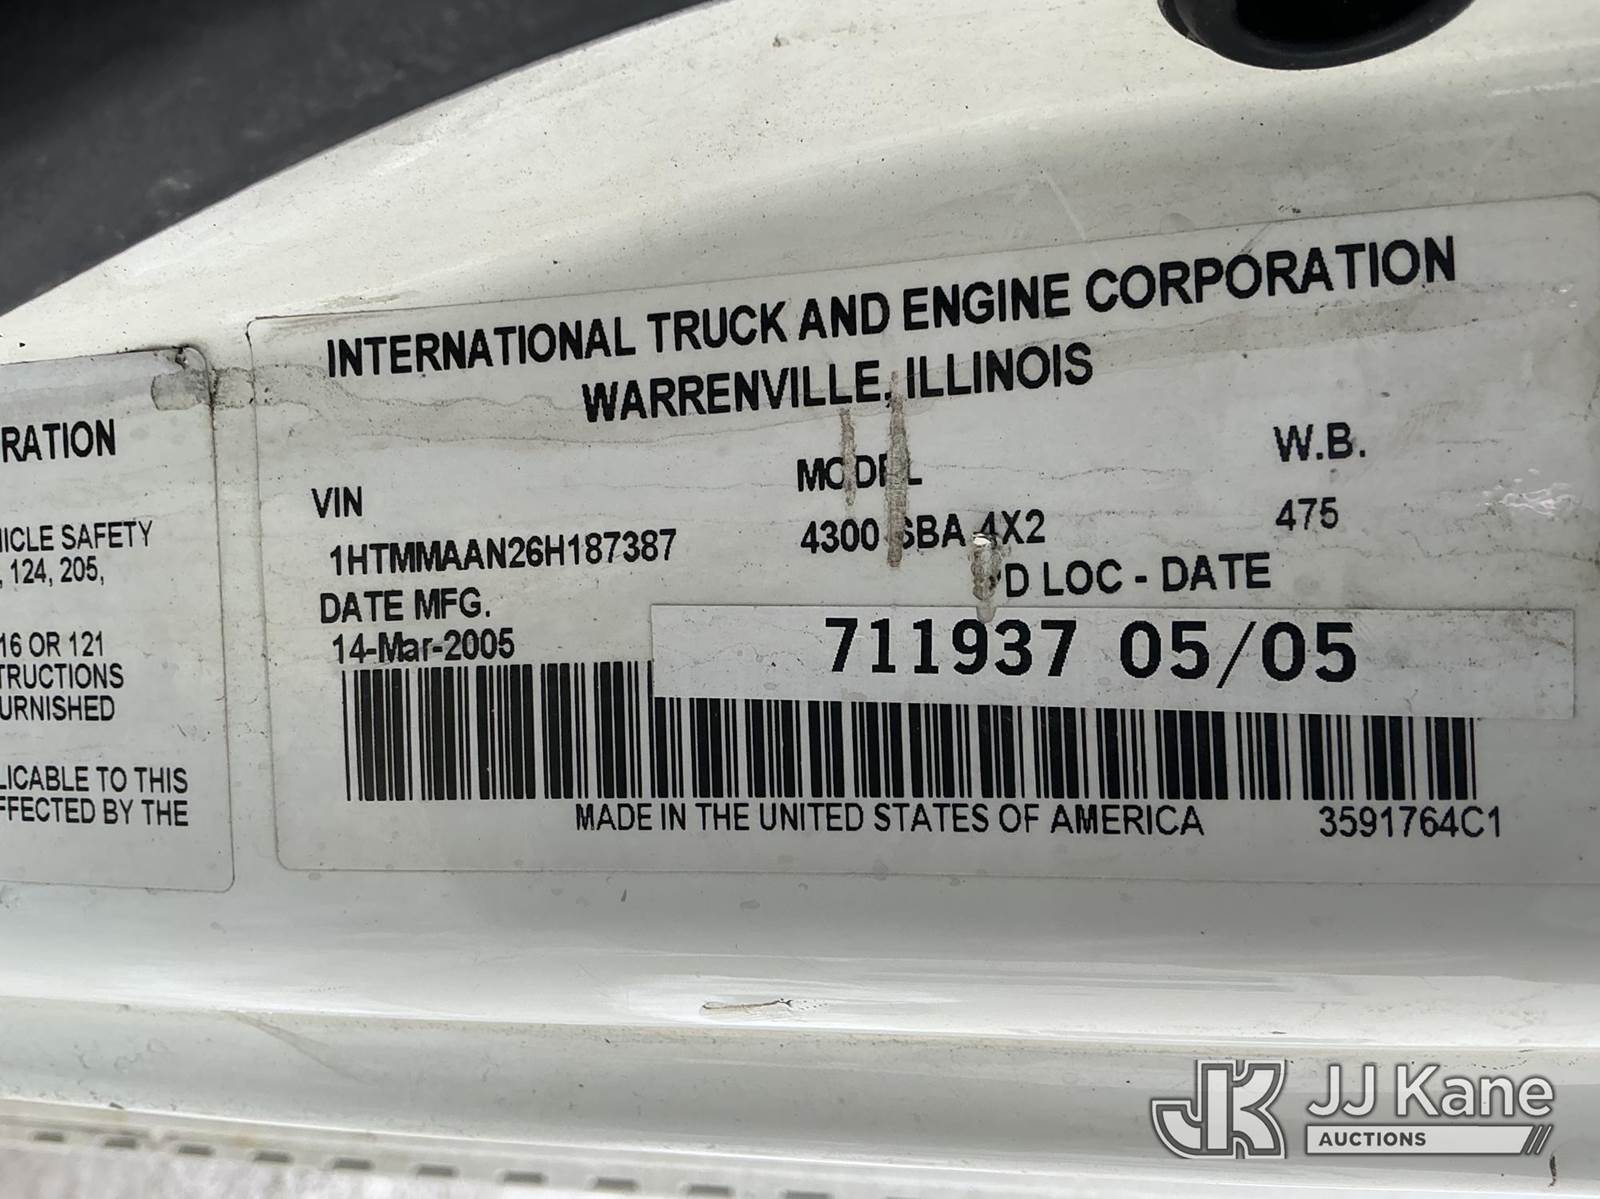 RATION
HICLE SAFETY
, 124, 205,
16 OR 121
TRUCTIONS
URNISHED
LICABLE TO THIS
FFECTED BY THE
INTERNATIONAL TRUCK AND ENGINE CORPORATION
WARRENVILLE, ILLINOIS
VIN MODEL W.B.
1HTMMAAN26H187387 4300 SBA 4X2 475
DATE MFG. D LOC - DATE
14-Mar-2005 711937 05/05
MADE IN THE UNITED STATES OF AMERICA 3591764C1
JK JJ Kane
AUCTIONS